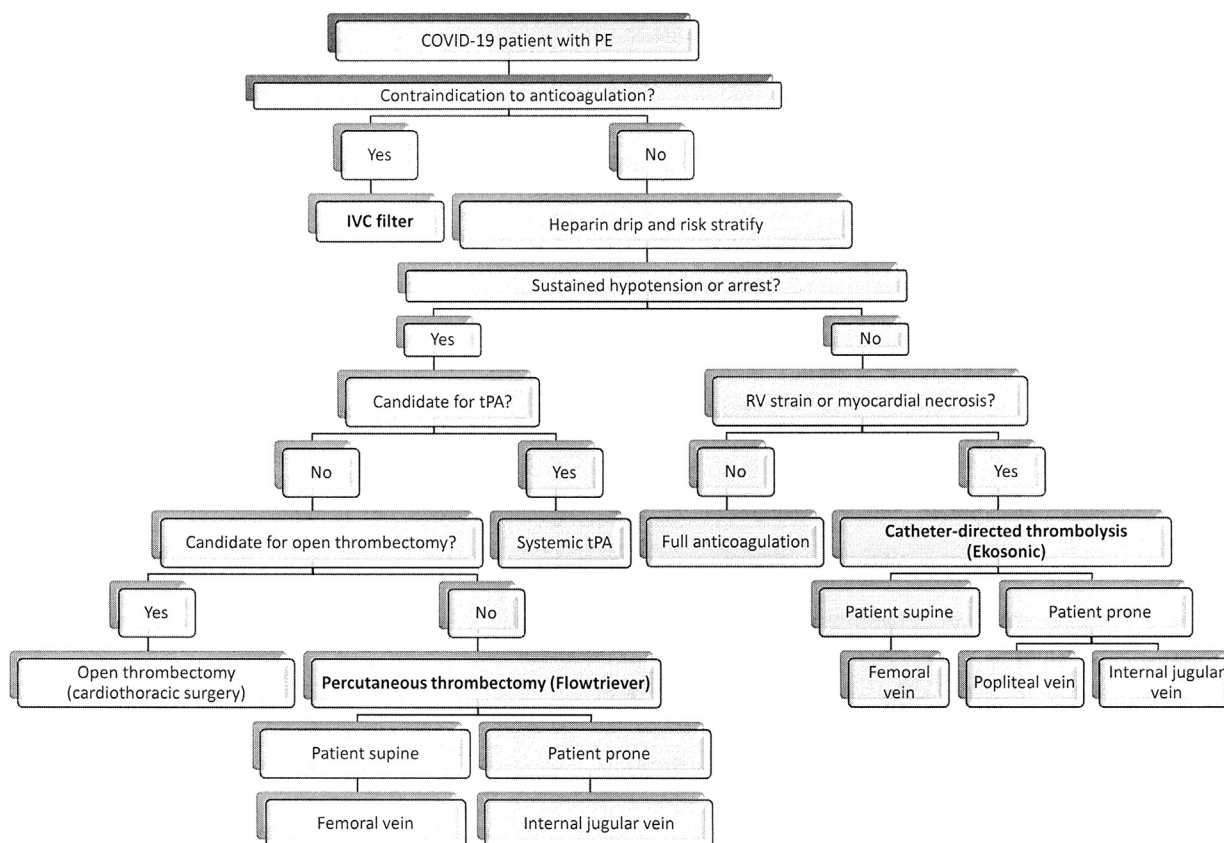 COVID-19 patient with PE
Contraindication to anticoagulation?
Yes
No
IVC filter
Heparin drip and risk stratify
Sustained hypotension or arrest?
Yes
No
Candidate for tPA?
RV strain or myocardial necrosis?
No
Yes
No
Yes
Candidate for open thrombectomy?
Systemic tPA
Full anticoagulation
Catheter-directed thrombolysis
(Ekosonic)
Yes
No
Patient supine
Patient prone
Open thrombectomy
(cardiothoracic surgery)
Percutaneous thrombectomy (Flowtriever)
Femoral
vein
Popliteal vein
Internal jugular
vein
Patient supine
Patient prone
Femoral vein
Internal jugular vein